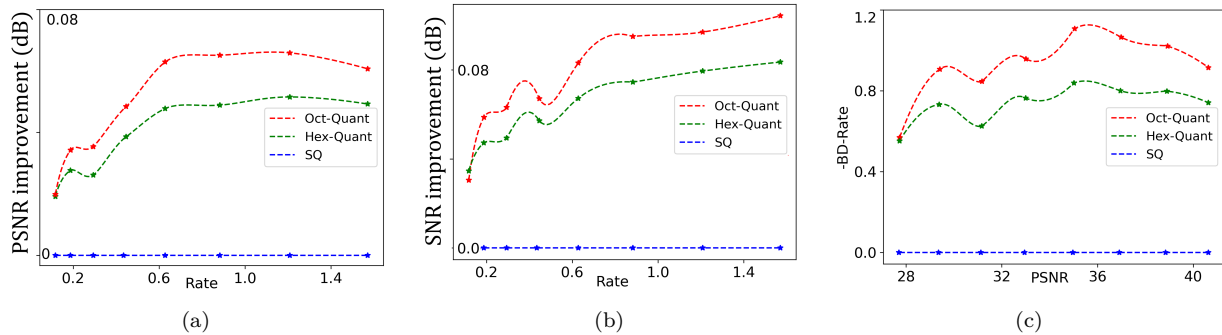 PSNR improvement (dB)
0.08
0
0.2
0.6
1.0
1.4
Rate
Oct-Quant
Hex-Quant
SQ
(a)
SNR improvement (dB)
0.08
0.0
0.2
0.6
1.0
1.4
Rate
Oct-Quant
Hex-Quant
SQ
(b)
-BD-Rate
1.2
0.8
0.4
0.0
28
32
36
40
PSNR
Oct-Quant
Hex-Quant
SQ
(c)